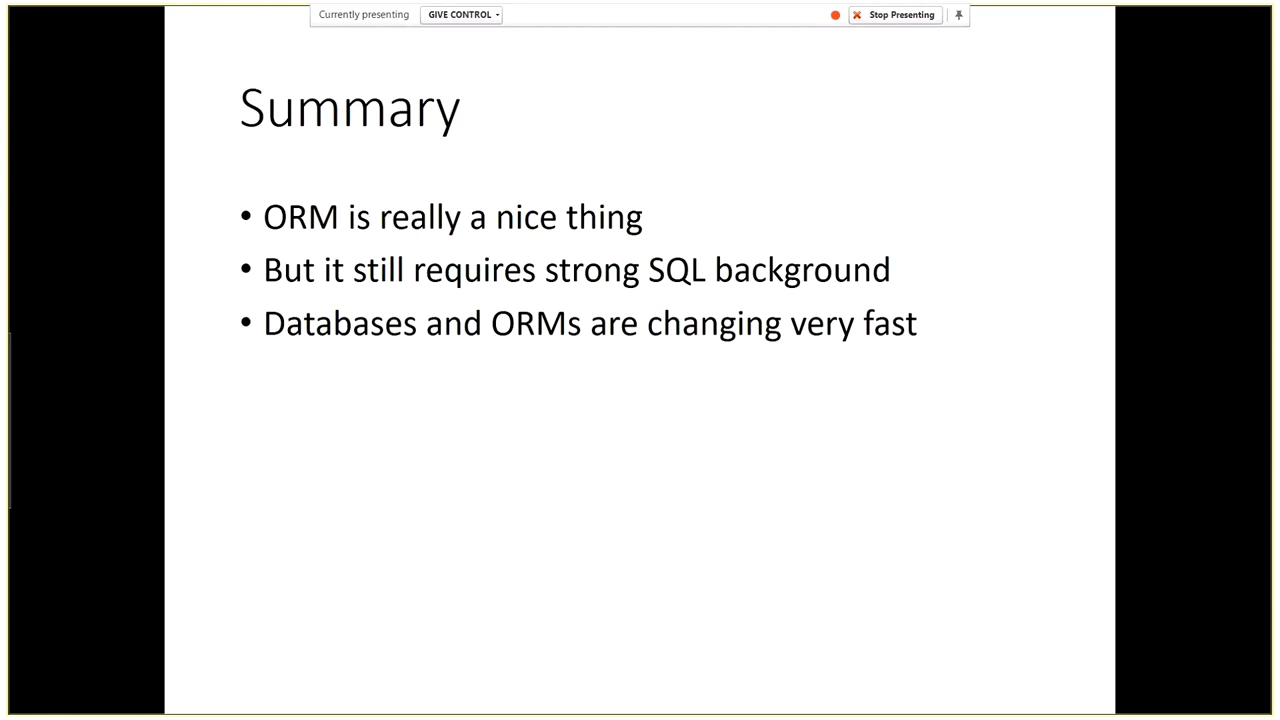 Currently presenting GIVE CONTROL Stop Presenting
Summary
• ORM is really a nice thing
• But it still requires strong SQL background
• Databases and ORMs are changing very fast